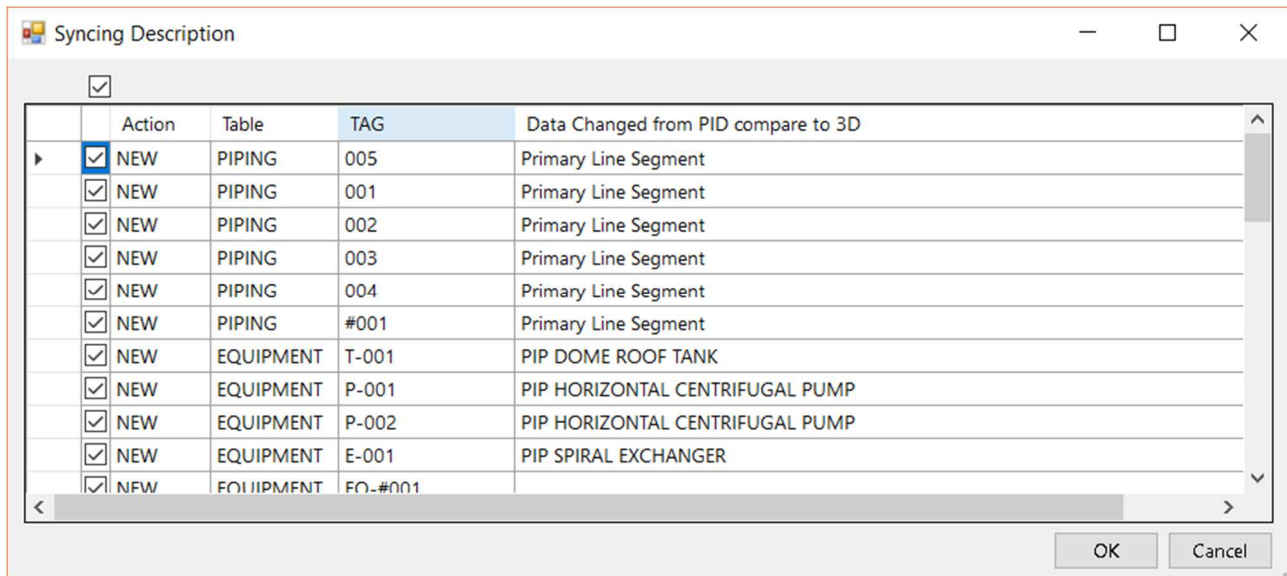 Syncing Description
Action Table TAG Data Changed from PID compare to 3D
NEW PIPING 005 Primary Line Segment
NEW PIPING 001 Primary Line Segment
NEW PIPING 002 Primary Line Segment
NEW PIPING 003 Primary Line Segment
NEW PIPING 004 Primary Line Segment
NEW PIPING #001 Primary Line Segment
NEW EQUIPMENT T-001 PIP DOME ROOF TANK
NEW EQUIPMENT P-001 PIP HORIZONTAL CENTRIFUGAL PUMP
NEW EQUIPMENT P-002 PIP HORIZONTAL CENTRIFUGAL PUMP
NEW EQUIPMENT E-001 PIP SPIRAL EXCHANGER
NEW EQUIPMENT EQ-#001
OK Cancel